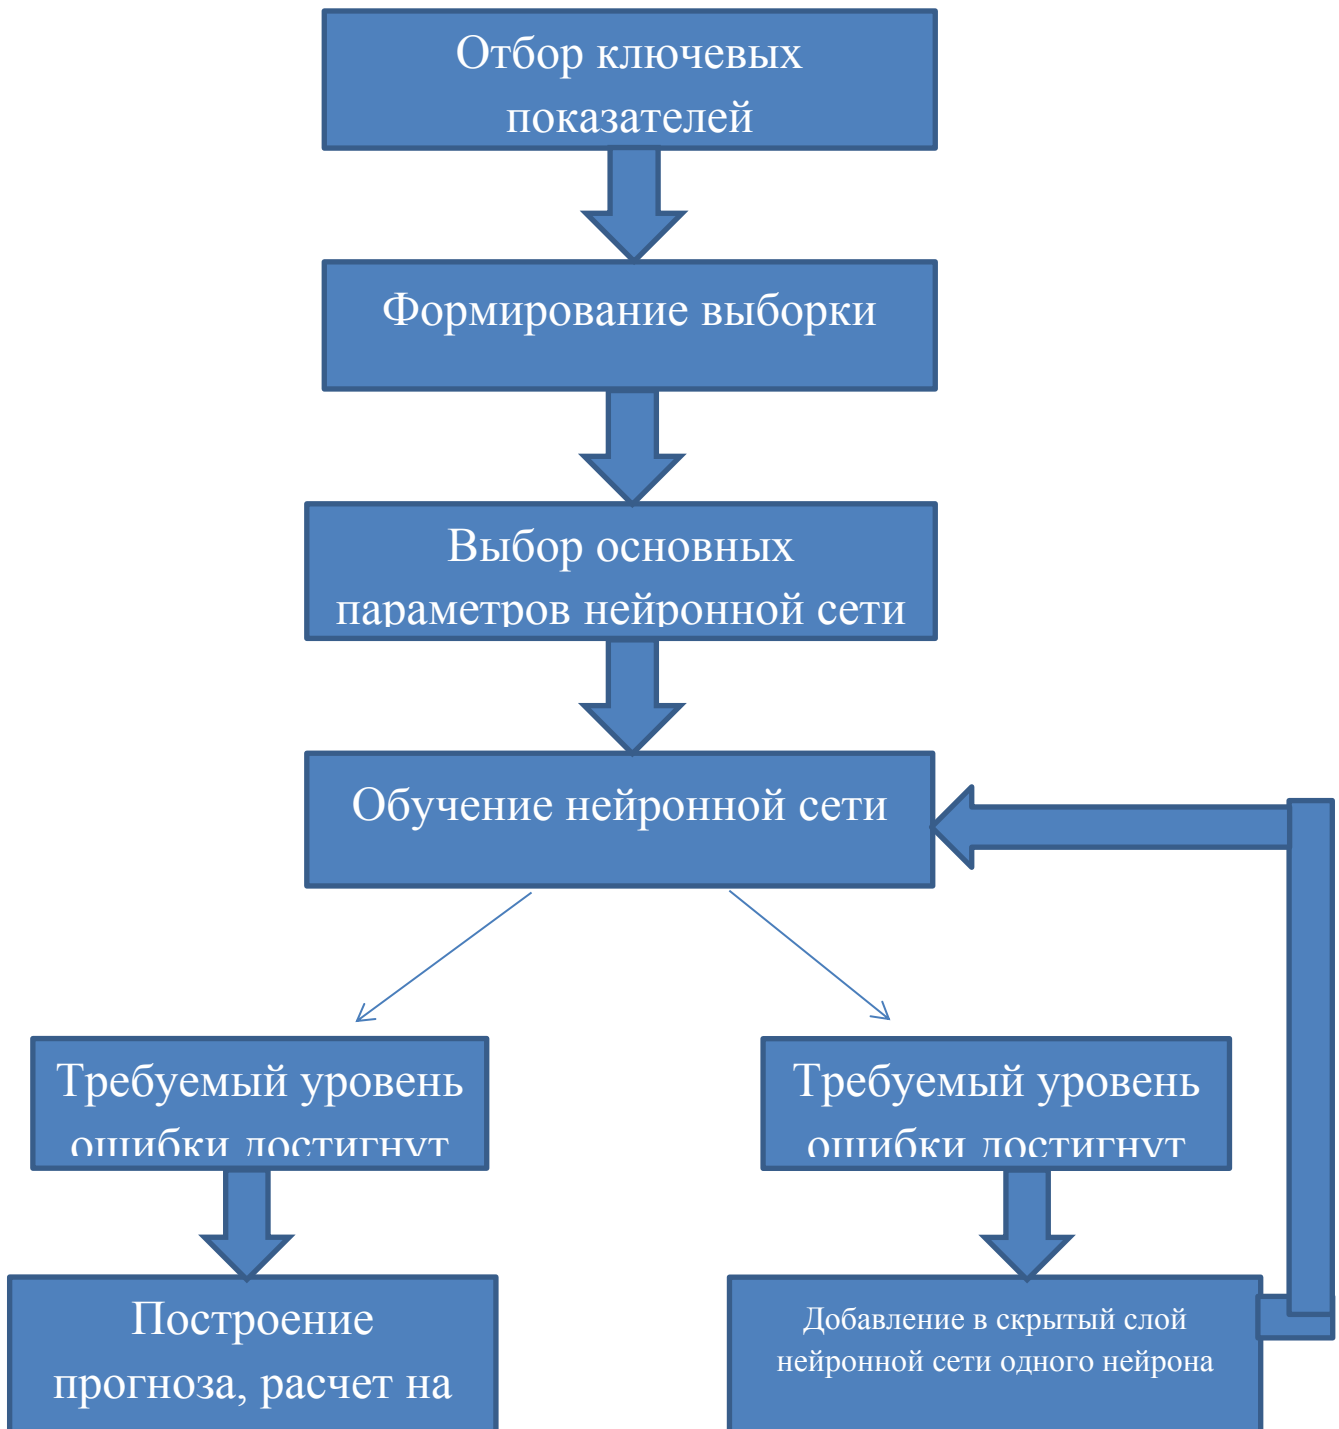 Отбор ключевых
показателей
Формирование выборки
Выбор основных
параметров нейронной сети
Обучение нейронной сети
Требуемый уровень
ошибки достигнут
Требуемый уровень
ошибки достигнут
Построение
прогноза, расчет на
Добавление в скрытый слой
нейронной сети одного нейрона